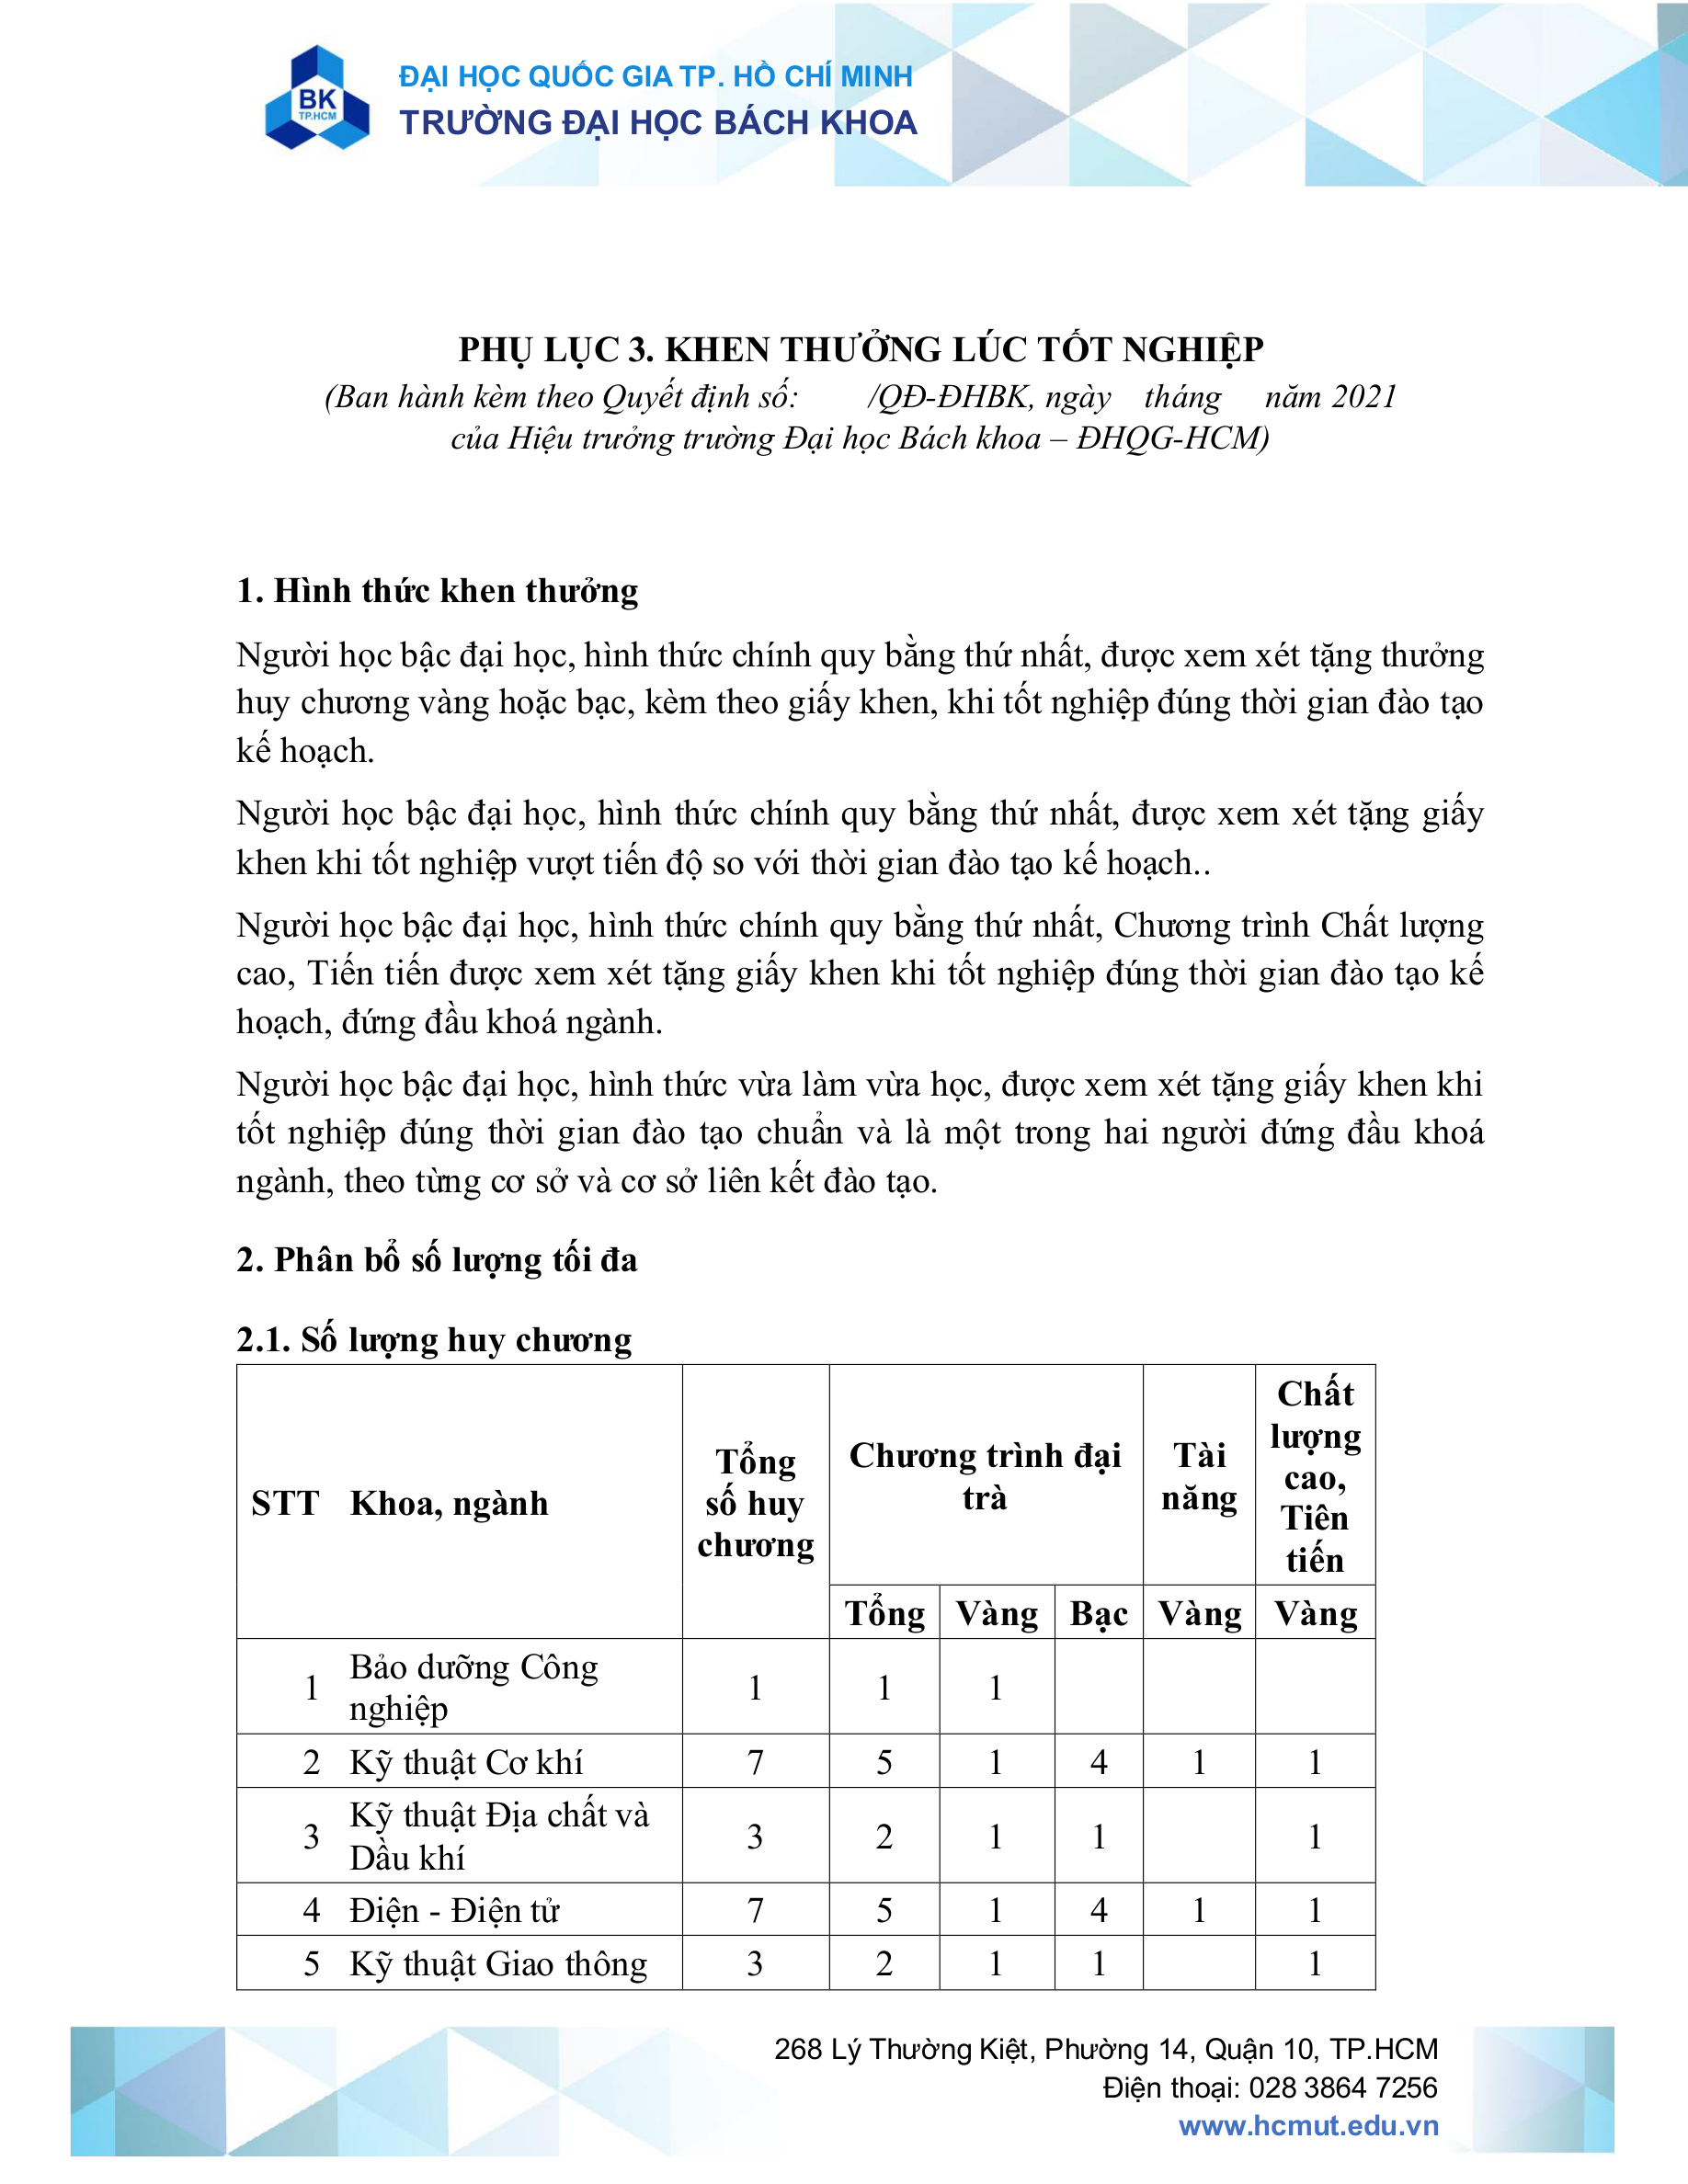 BK
TP.HCM
ĐẠI HỌC QUỐC GIA TP. HỒ CHÍ MINH
TRƯỜNG ĐẠI HỌC BÁCH KHOA
PHỤ LỤC 3. KHEN THƯỞNG LÚC TỐT NGHIỆP
(Ban hành kèm theo Quyết định số: /QĐ-ĐHBK, ngày tháng năm 2021
của Hiệu trưởng trường Đại học Bách khoa – ĐHQG-HCM)
1. Hình thức khen thưởng
Người học bậc đại học, hình thức chính quy bằng thứ nhất, được xem xét tặng thưởng
huy chương vàng hoặc bạc, kèm theo giấy khen, khi tốt nghiệp đúng thời gian đào tạo
kế hoạch.
Người học bậc đại học, hình thức chính quy bằng thứ nhất, được xem xét tặng giấy
khen khi tốt nghiệp vượt tiến độ so với thời gian đào tạo kế hoạch..
Người học bậc đại học, hình thức chính quy bằng thứ nhất, Chương trình Chất lượng
cao, Tiến tiến được xem xét tặng giấy khen khi tốt nghiệp đúng thời gian đào tạo kế
hoạch, đứng đầu khoá ngành.
Người học bậc đại học, hình thức vừa làm vừa học, được xem xét tặng giấy khen khi
tốt nghiệp đúng thời gian đào tạo chuẩn và là một trong hai người đứng đầu khoá
ngành, theo từng cơ sở và cơ sở liên kết đào tạo.
2. Phân bổ số lượng tối đa
2.1. Số lượng huy chương
STT Khoa, ngành
Tổng
số huy
chương
Chương trình đại
trà
Tài
năng
Chất
lượng
cao,
Tiên
tiến
Tổng Vàng Bạc Vàng Vàng
1 Bảo dưỡng Công
nghiệp
1 1 1
2 Kỹ thuật Cơ khí 7 5 1 4 1 1
3 Kỹ thuật Địa chất và
Dầu khí
3 2 1 1 1
4 Điện - Điện tử 7 5 1 4 1 1
5 Kỹ thuật Giao thông 3 2 1 1 1
268 Lý Thường Kiệt, Phường 14, Quận 10, TP.HCM
Điện thoại: 028 3864 7256
www.hcmut.edu.vn